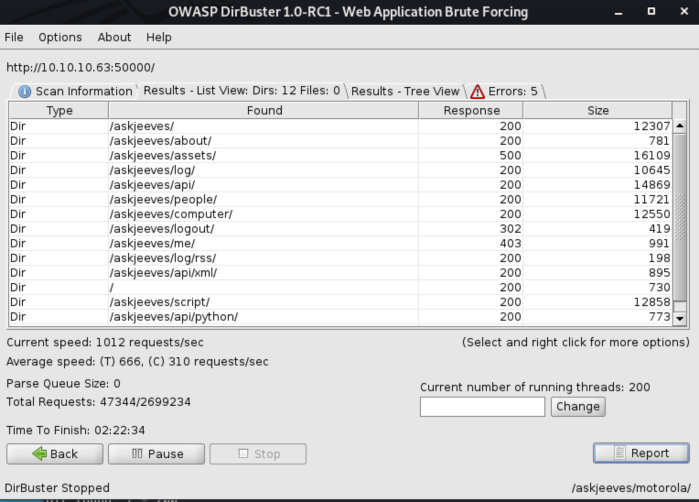 OWASP DirBuster 1.0-RC1 - Web Application Brute Forcing
File Options About Help
http://10.10.10.63:50000/
Scan Information Results - List View: Dirs: 12 Files: 0 Results - Tree View Errors: 5
Type Found Response Size
Dir /askjeeves/ 200 12307
Dir /askjeeves/about/ 200 781
Dir /askjeeves/assets/ 500 16109
Dir /askjeeves/log/ 200 10645
Dir /askjeeves/api/ 200 14869
Dir /askjeeves/people/ 200 11721
Dir /askjeeves/computer/ 200 12550
Dir /askjeeves/logout/ 302 419
Dir /askjeeves/me/ 403 991
Dir /askjeeves/log/rss/ 200 198
Dir /askjeeves/api/xml/ 200 895
Dir / 200 730
Dir /askjeeves/script/ 200 12858
Dir /askjeeves/api/python/ 200 773
Current speed: 1012 requests/sec (Select and right click for more options)
Average speed: (T) 666, (C) 310 requests/sec
Parse Queue Size: 0
Current number of running threads: 200
Total Requests: 47344/2699234
Change
Time To Finish: 02:22:34
Back Pause Stop Report
DirBuster Stopped /askjeeves/motorola/